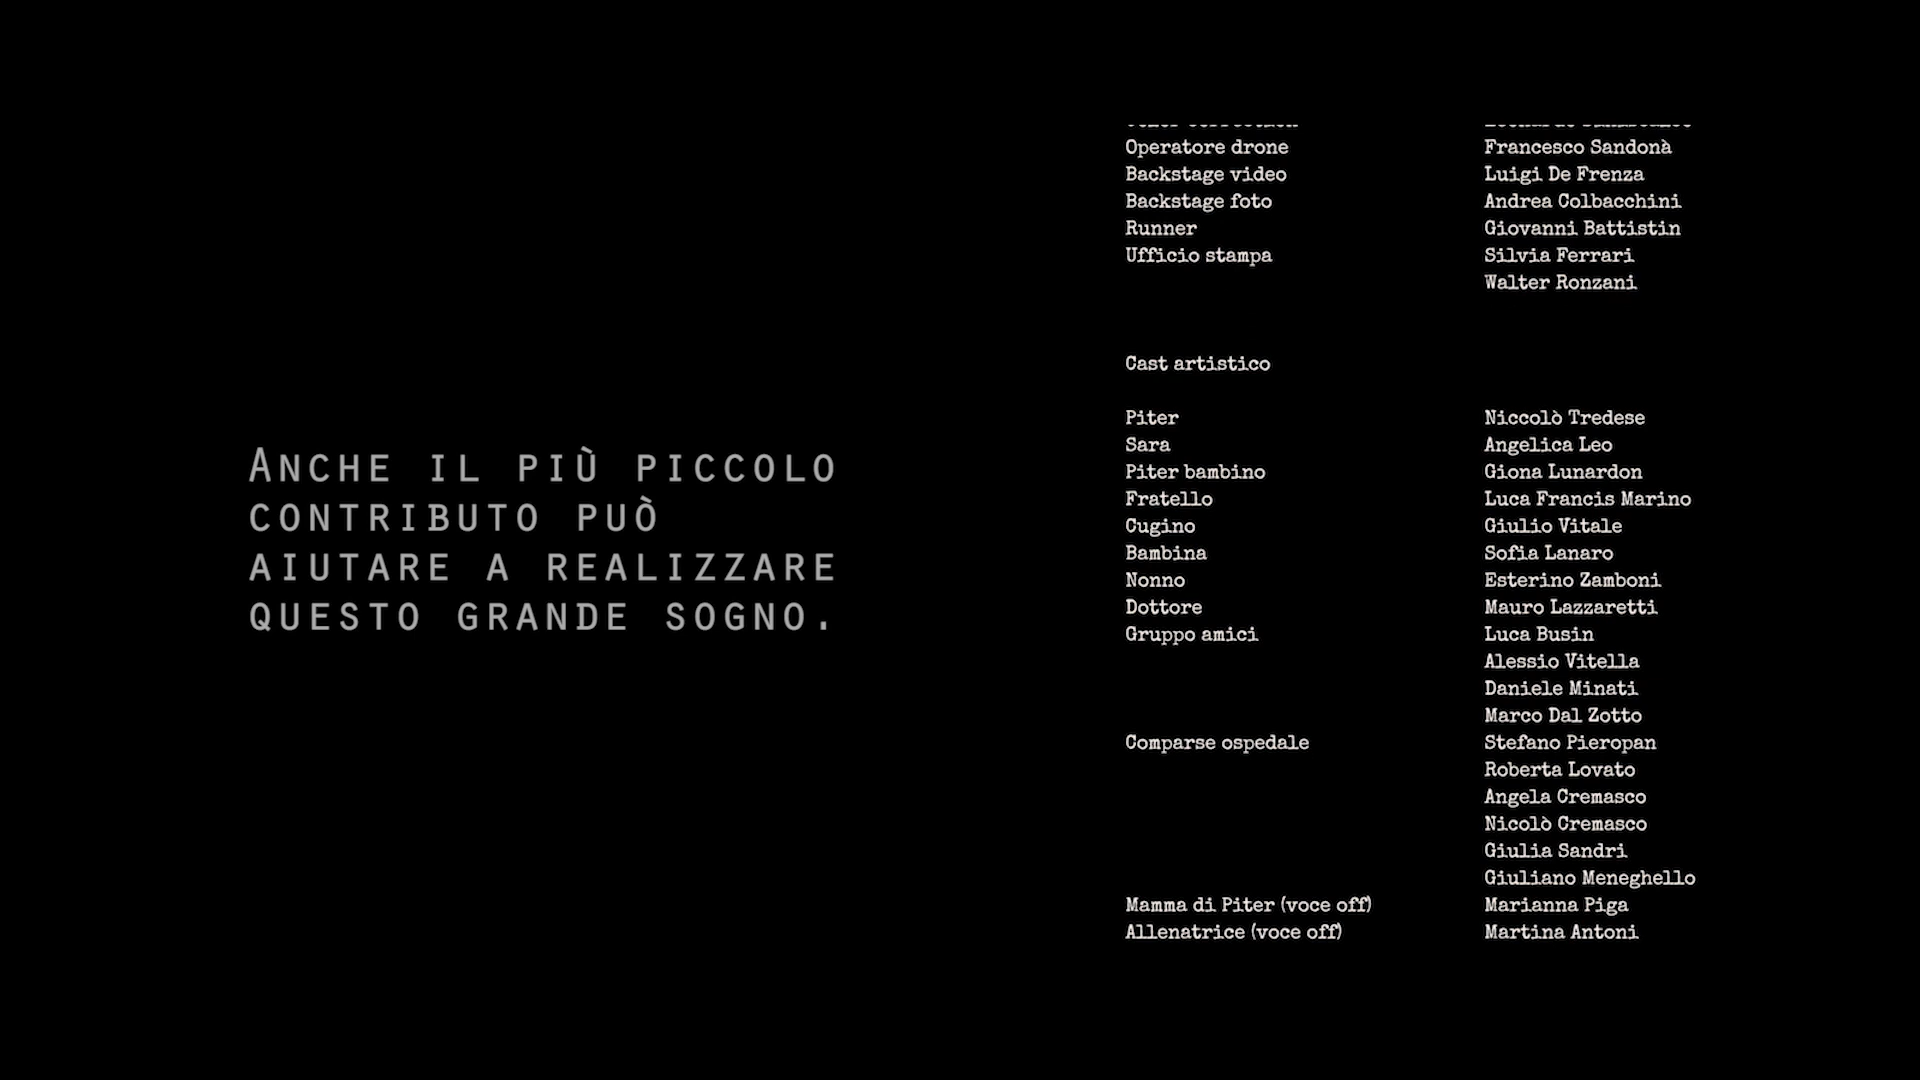 Anche il più piccolo
contributo può
aiutare a realizzare
questo grande sogno.
Operatore drone Francesco Sandonà
Backstage video Luigi De Frenza
Backstage foto Andrea Colbacchini
Runner Giovanni Battistin
Ufficio stampa Silvia Ferrari
Walter Ronzani
Cast artistico
Piter Niccolò Tredese
Sara Angelica Leo
Piter bambino Giona Lunardon
Fratello Luca Francis Marino
Cugino Giulio Vitale
Bambina Sofia Lanaro
Nonno Esterino Zamboni
Dottore Mauro Lazzaretti
Gruppo amici Luca Busin
Alessio Vitella
Daniele Minati
Marco Dal Zotto
Comparse ospedale Stefano Pieropan
Roberta Lovato
Angela Cremasco
Nicolò Cremasco
Giulia Sandri
Giuliano Meneghello
Mamma di Piter (voce off) Marianna Piga
Allenatrice (voce off) Martina Antoni